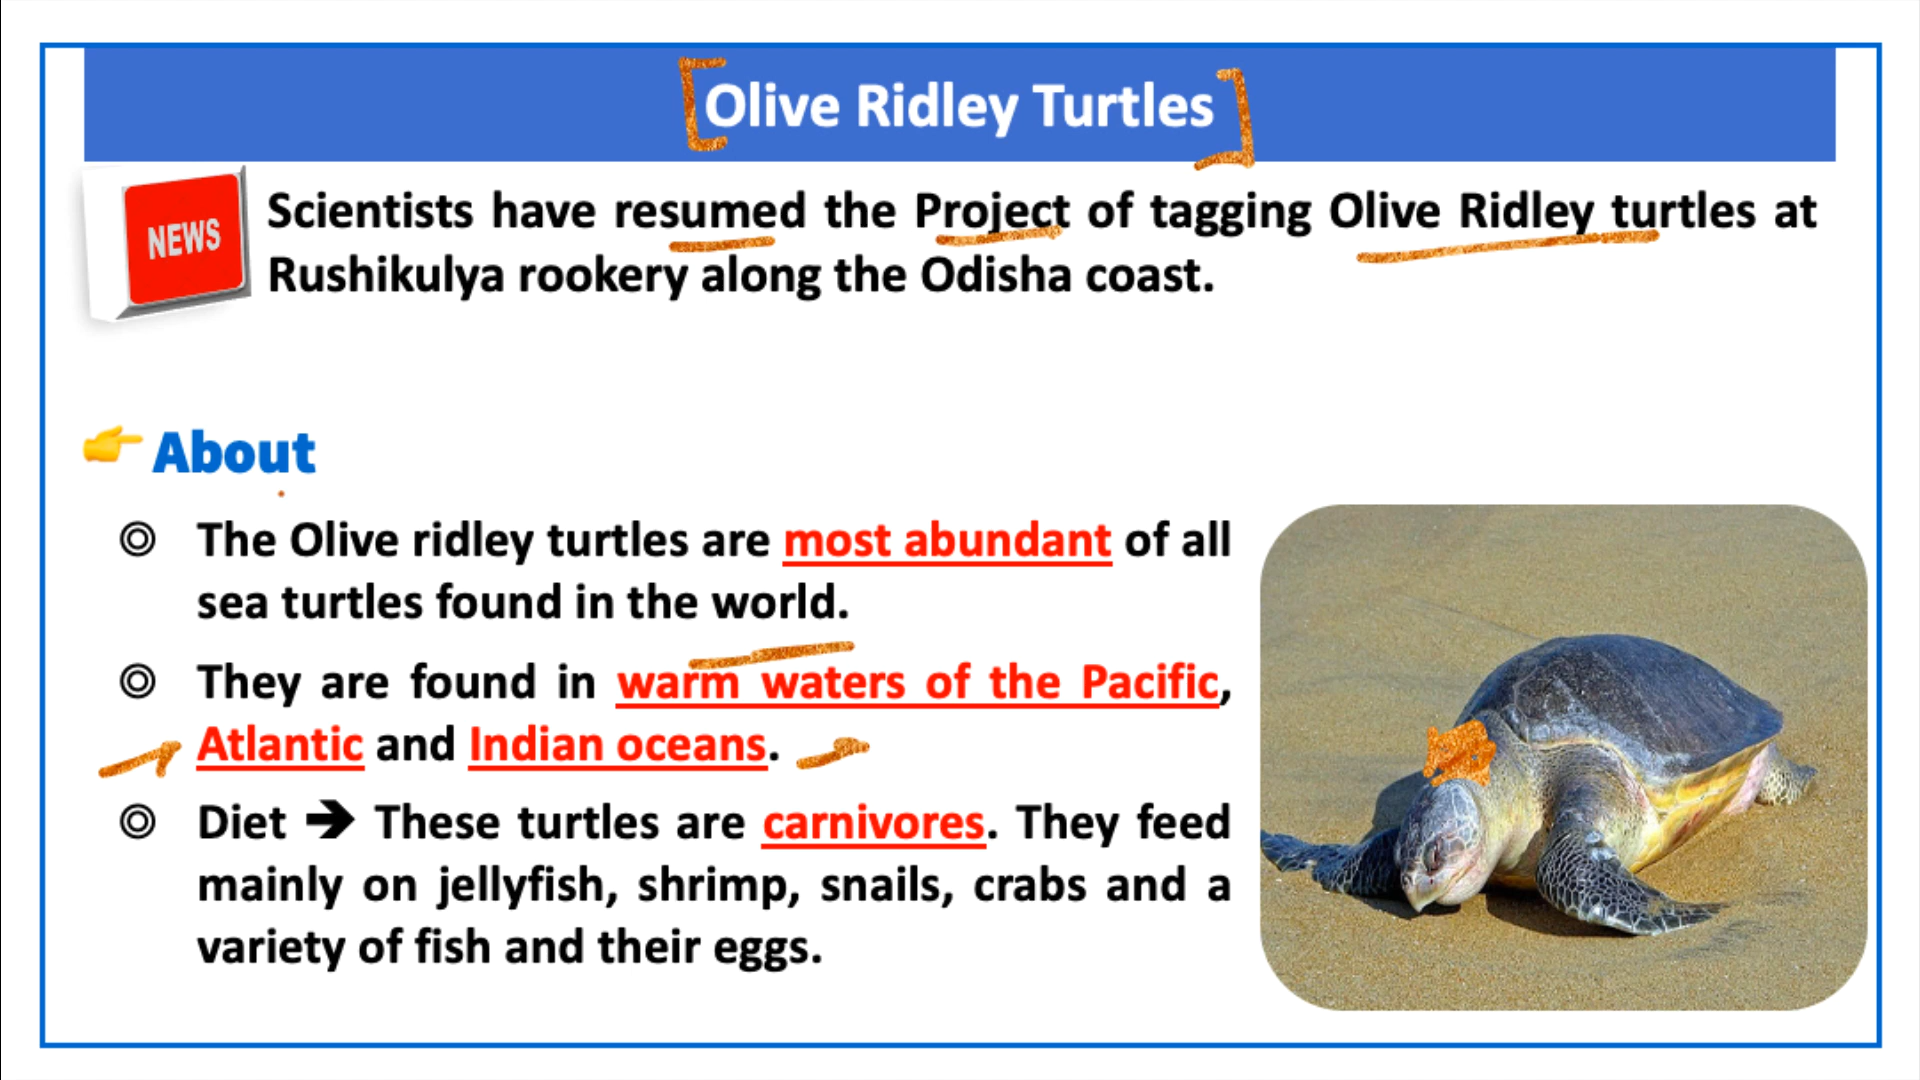 Olive Ridley Turtles
NEWS
Scientists have resumed the Project of tagging Olive Ridley turtles at
Rushikulya rookery along the Odisha coast.
About
The Olive ridley turtles are most abundant of all
sea turtles found in the world.
They are found in warm waters of the Pacific,
Atlantic and Indian oceans.
Diet ➔ These turtles are carnivores. They feed
mainly on jellyfish, shrimp, snails, crabs and a
variety of fish and their eggs.